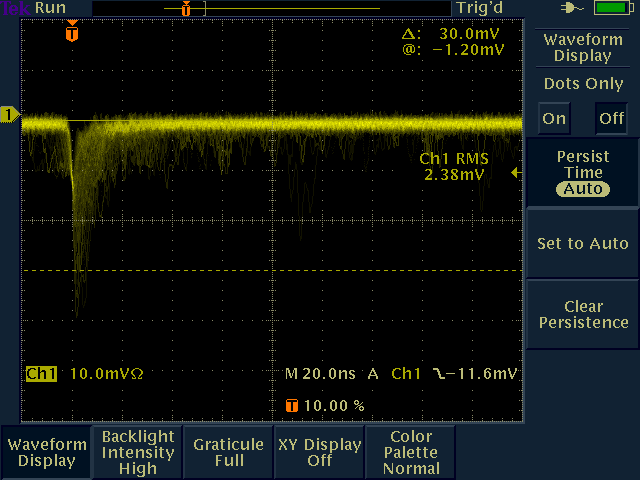 Tek Run
Trig'd
T
T
Δ: 30.0mV
@: −1.20mV
1
Ch1 RMS
2.38mV
Ch1 10.0mVΩ
M 20.0ns A Ch1 −11.6mV
T 10.00 %
Waveform
Display
Dots Only
On Off
Persist
Time
Auto
Set to Auto
Clear
Persistence
Waveform
Display
Backlight
Intensity
High
Graticule
Full
XY Display
Off
Color
Palette
Normal